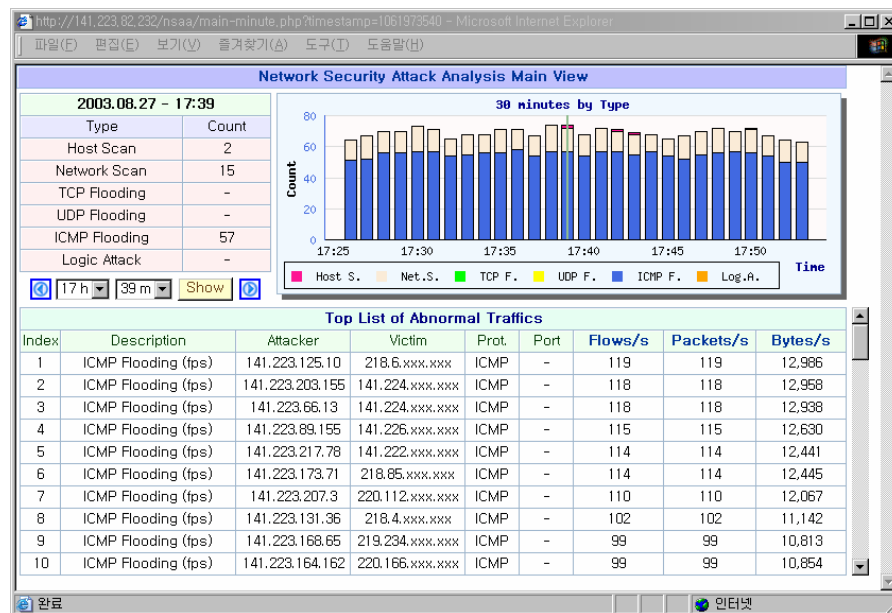 http://141,223,82,232/nsaa/main-minute,php?timestamp=1061973540 - Microsoft Internet Explorer
파일(F) 편집(E) 보기(V) 즐겨찾기(A) 도구(T) 도움말(H)
Network Security Attack Analysis Main View
2003.08.27 - 17:39
Type Count
Host Scan 2
Network Scan 15
TCP Flooding -
UDP Flooding -
ICMP Flooding 57
Logic Attack -
17 h 39 m Show
30 minutes by Type
Count
80
60
40
20
0
17:25 17:30 17:35 17:40 17:45 17:50
Time
Host S. Net.S. TCP F. UDP F. ICMP F. Log.A.
Top List of Abnormal Traffics
Index Description Attacker Victim Prot. Port Flows/s Packets/s Bytes/s
1 ICMP Flooding (fps) 141.223.125.10 218.6.xxx.xxx ICMP - 119 119 12,986
2 ICMP Flooding (fps) 141.223.203.155 141.224.xxx.xxx ICMP - 118 118 12,958
3 ICMP Flooding (fps) 141.223.66.13 141.224.xxx.xxx ICMP - 118 118 12,938
4 ICMP Flooding (fps) 141.223.89.155 141.226.xxx.xxx ICMP - 115 115 12,630
5 ICMP Flooding (fps) 141.223.217.78 141.222.xxx.xxx ICMP - 114 114 12,441
6 ICMP Flooding (fps) 141.223.173.71 218.85.xxx.xxx ICMP - 114 114 12,445
7 ICMP Flooding (fps) 141.223.207.3 220.112.xxx.xxx ICMP - 110 110 12,067
8 ICMP Flooding (fps) 141.223.131.36 218.4.xxx.xxx ICMP - 102 102 11,142
9 ICMP Flooding (fps) 141.223.168.65 219.234.xxx.xxx ICMP - 99 99 10,813
10 ICMP Flooding (fps) 141.223.164.162 220.166.xxx.xxx ICMP - 99 99 10,854
완료 인터넷